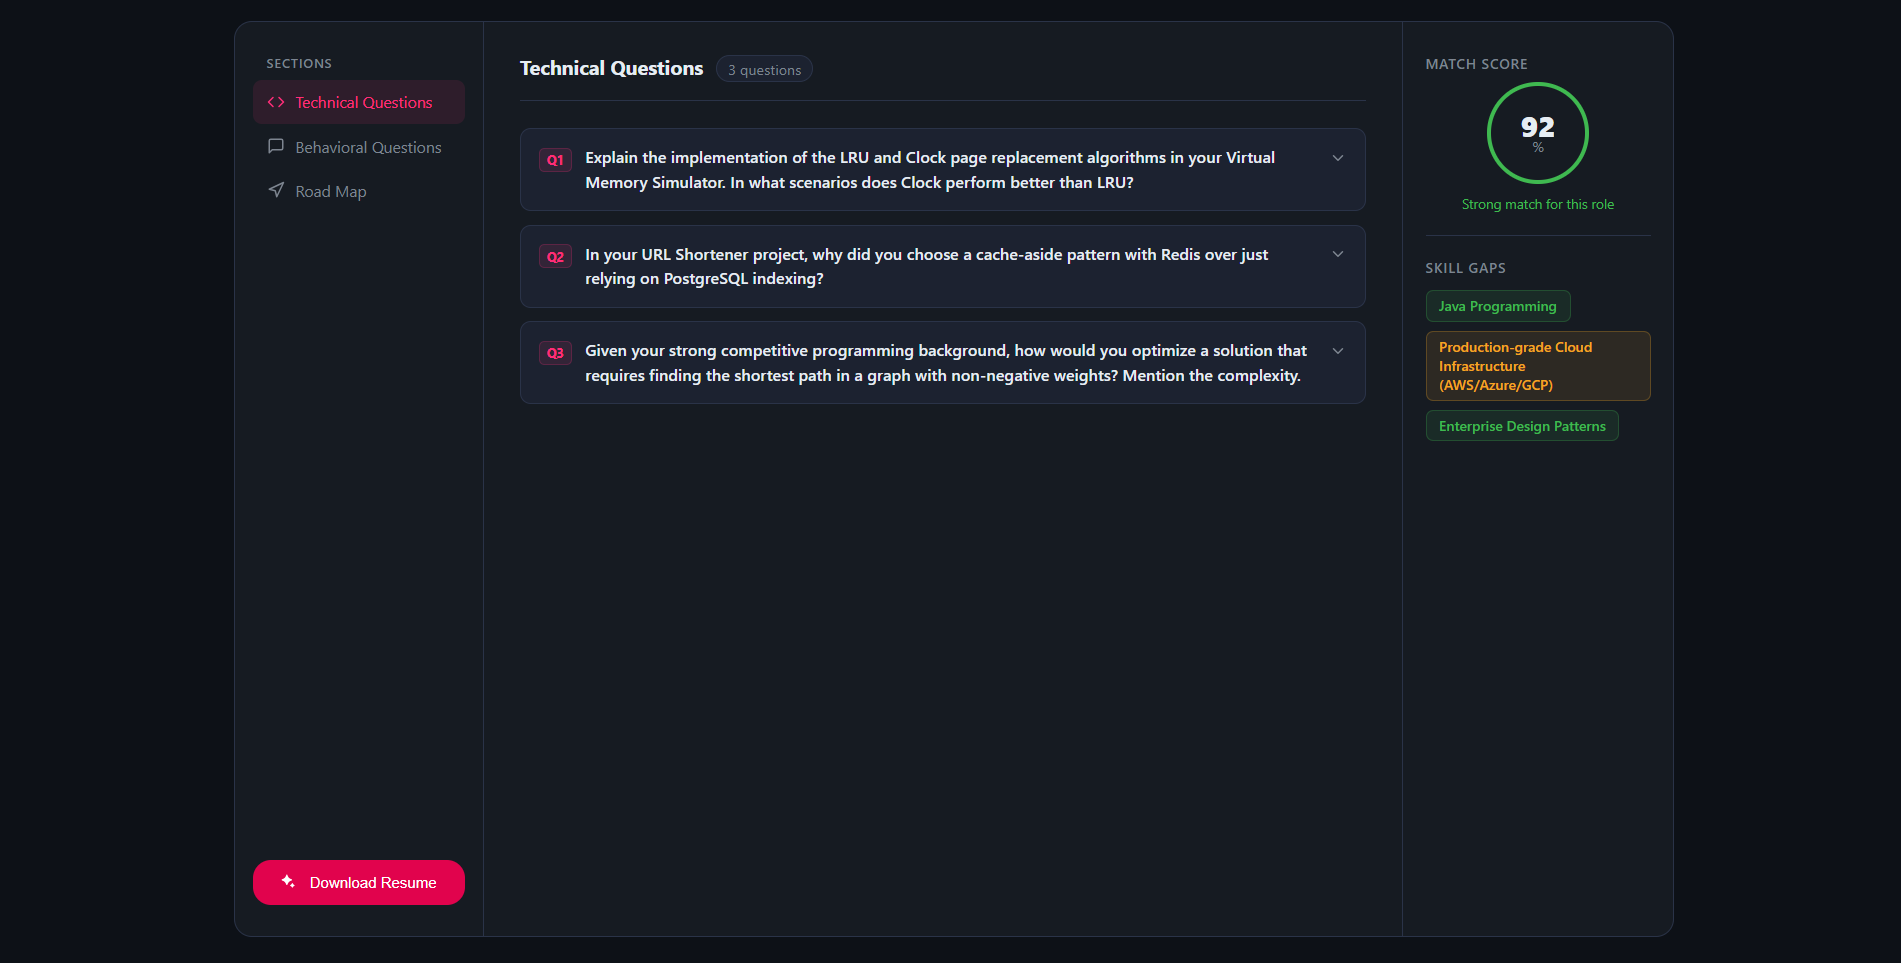 SECTIONS
Technical Questions
Behavioral Questions
Road Map
Download Resume
Technical Questions
3 questions
Q1
Explain the implementation of the LRU and Clock page replacement algorithms in your Virtual
Memory Simulator. In what scenarios does Clock perform better than LRU?
Q2
In your URL Shortener project, why did you choose a cache-aside pattern with Redis over just
relying on PostgreSQL indexing?
Q3
Given your strong competitive programming background, how would you optimize a solution that
requires finding the shortest path in a graph with non-negative weights? Mention the complexity.
MATCH SCORE
92
%
Strong match for this role
SKILL GAPS
Java Programming
Production-grade Cloud
Infrastructure
(AWS/Azure/GCP)
Enterprise Design Patterns